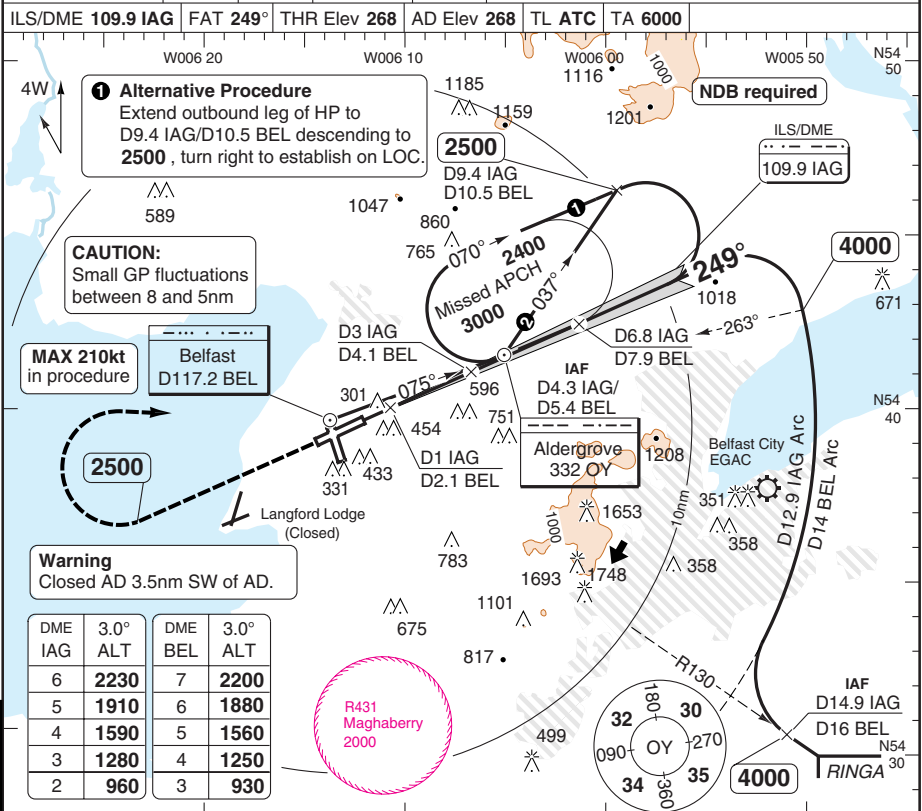 ILS/DME 109.9 IAG FAT 249° THR Elev 268 AD Elev 268 TL ATC TA 6000
W006 20 W006 10 W006 00 W005 50
N54
50
4W
1 Alternative Procedure
Extend outbound leg of HP to
D9.4 IAG/D10.5 BEL descending to
2500 , turn right to establish on LOC.
1185
1159
1116
1000
1201
NDB required
2500
D9.4 IAG
D10.5 BEL
ILS/DME
109.9 IAG
589
1047
860
765
070°
2400
1
Missed APCH
3000
037°
2
249°
4000
671
1018
263°
CAUTION:
Small GP fluctuations
between 8 and 5nm
MAX 210kt
in procedure
Belfast
D117.2 BEL
D3 IAG
D4.1 BEL
D6.8 IAG
D7.9 BEL
075°
596
IAF
D4.3 IAG/
D5.4 BEL
301
454
751
N54
40
Aldergrove
332 OY
1208
Belfast City
EGAC
D12.9 IAG Arc
D14 BEL Arc
2500
331
433
D1 IAG
D2.1 BEL
351
358
10nm
Langford Lodge
(Closed)
1000
1653
783
1693
1748
358
Warning
Closed AD 3.5nm SW of AD.
1101
675
817
R130
DME
IAG
3.0°
ALT
DME
BEL
3.0°
ALT
6 2230 7 2200
5 1910 6 1880
4 1590 5 1560
3 1280 4 1250
2 960 3 930
R431
Maghaberry
2000
499
180
32 30
090 OY 270
34 35
360
IAF
D14.9 IAG
D16 BEL
4000
N54
30
RINGA